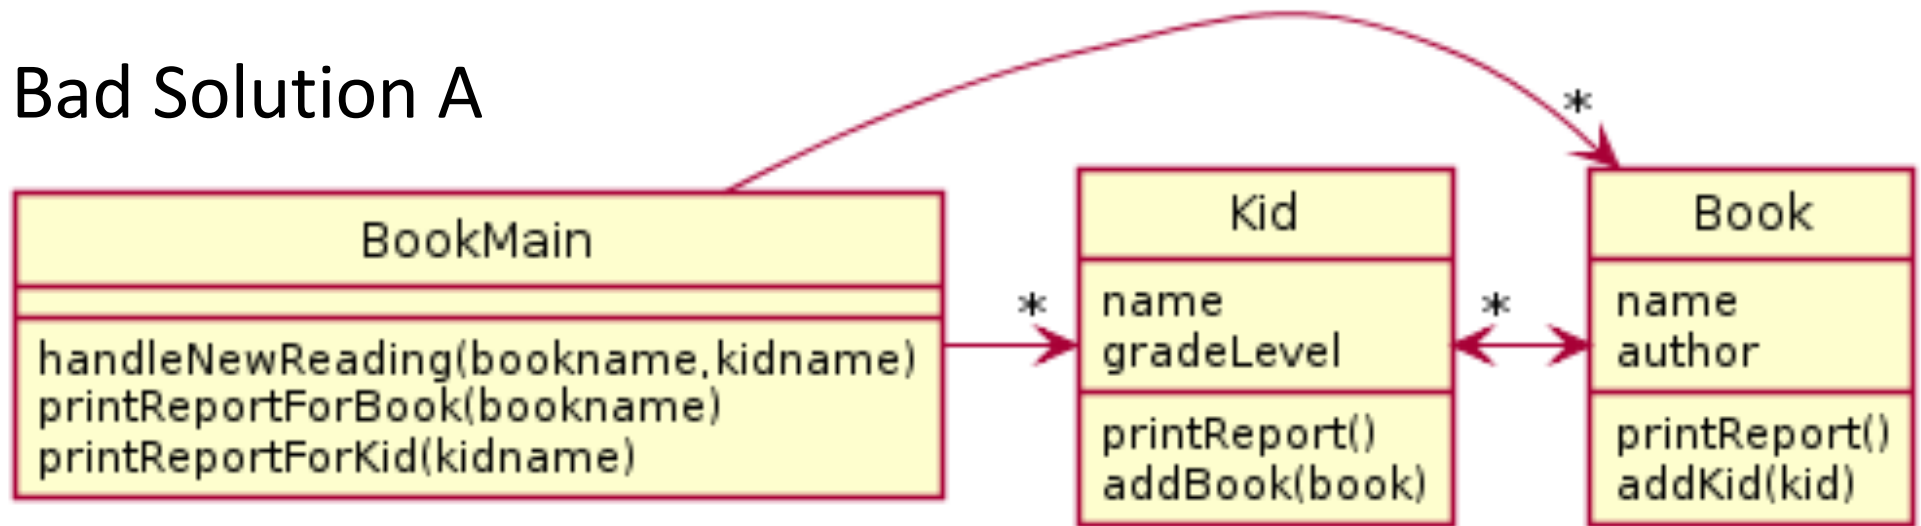 Bad Solution A
*
BookMain
handleNewReading(bookname,kidname)
printReportForBook(bookname)
printReportForKid(kidname)
*
Kid
name
gradeLevel
printReport()
addBook(book)
*
Book
name
author
printReport()
addKid(kid)